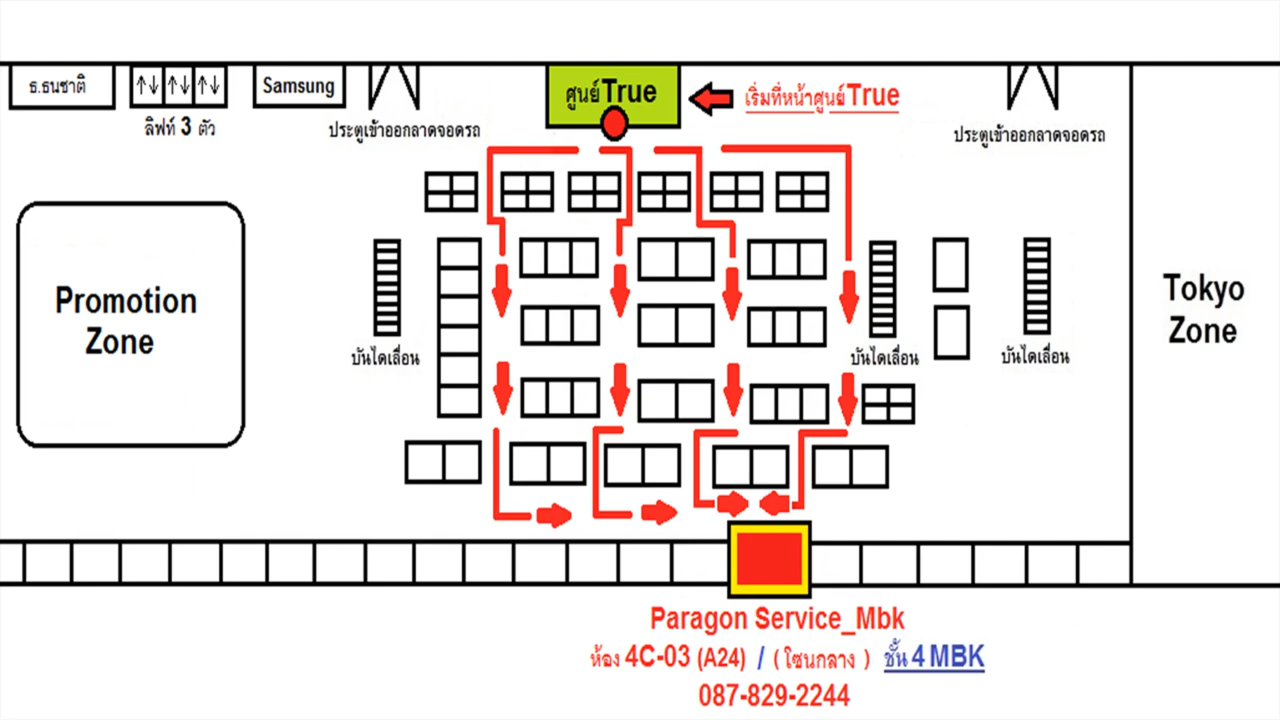 ธ.ธนชาติ
ลิฟท์ 3 ตัว
Samsung
ประตูเข้าออกลาดจอดรถ
ศูนย์ True
เริ่มที่หน้าศูนย์ True
ประตูเข้าออกลาดจอดรถ
Promotion
Zone
บันไดเลื่อน
บันไดเลื่อน
บันไดเลื่อน
Tokyo
Zone
Paragon Service_Mbk
ห้อง 4C-03 (A24) / ( โซนกลาง ) ชั้น 4 MBK
087-829-2244